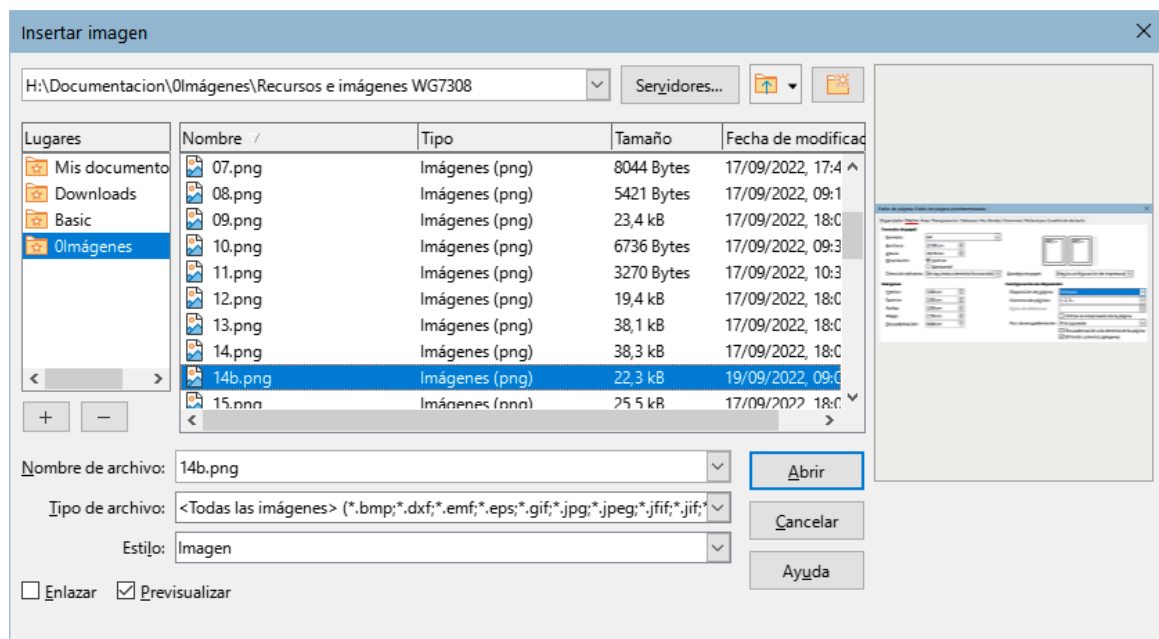 Insertar imagen
H:\Documentacion\0Imágenes\Recursos e imágenes WG7308
Servidores...
Lugares
Mis documento
Downloads
Basic
0Imágenes
Nombre Tipo Tamaño Fecha de modificac
07.png Imágenes (png) 8044 Bytes 17/09/2022, 17:4
08.png Imágenes (png) 5421 Bytes 17/09/2022, 09:1
09.png Imágenes (png) 23,4 kB 17/09/2022, 18:0
10.png Imágenes (png) 6736 Bytes 17/09/2022, 09:3
11.png Imágenes (png) 3270 Bytes 17/09/2022, 10:3
12.png Imágenes (png) 19,4 kB 17/09/2022, 18:0
13.png Imágenes (png) 38,1 kB 17/09/2022, 18:0
14.png Imágenes (png) 38,3 kB 17/09/2022, 18:0
14b.png Imágenes (png) 22,3 kB 19/09/2022, 09:0
15.png Imágenes (png) 25,5 kB 17/09/2022, 18:0
Nombre de archivo: 14b.png
Abrir
Tipo de archivo: <Todas las imágenes> (*.bmp;*.dxf;*.emf;*.eps;*.gif;*.jpg;*.jpeg;*.jfif;*.jif;*
Cancelar
Estilo: Imagen
Ayuda
Enlazar Previsualizar